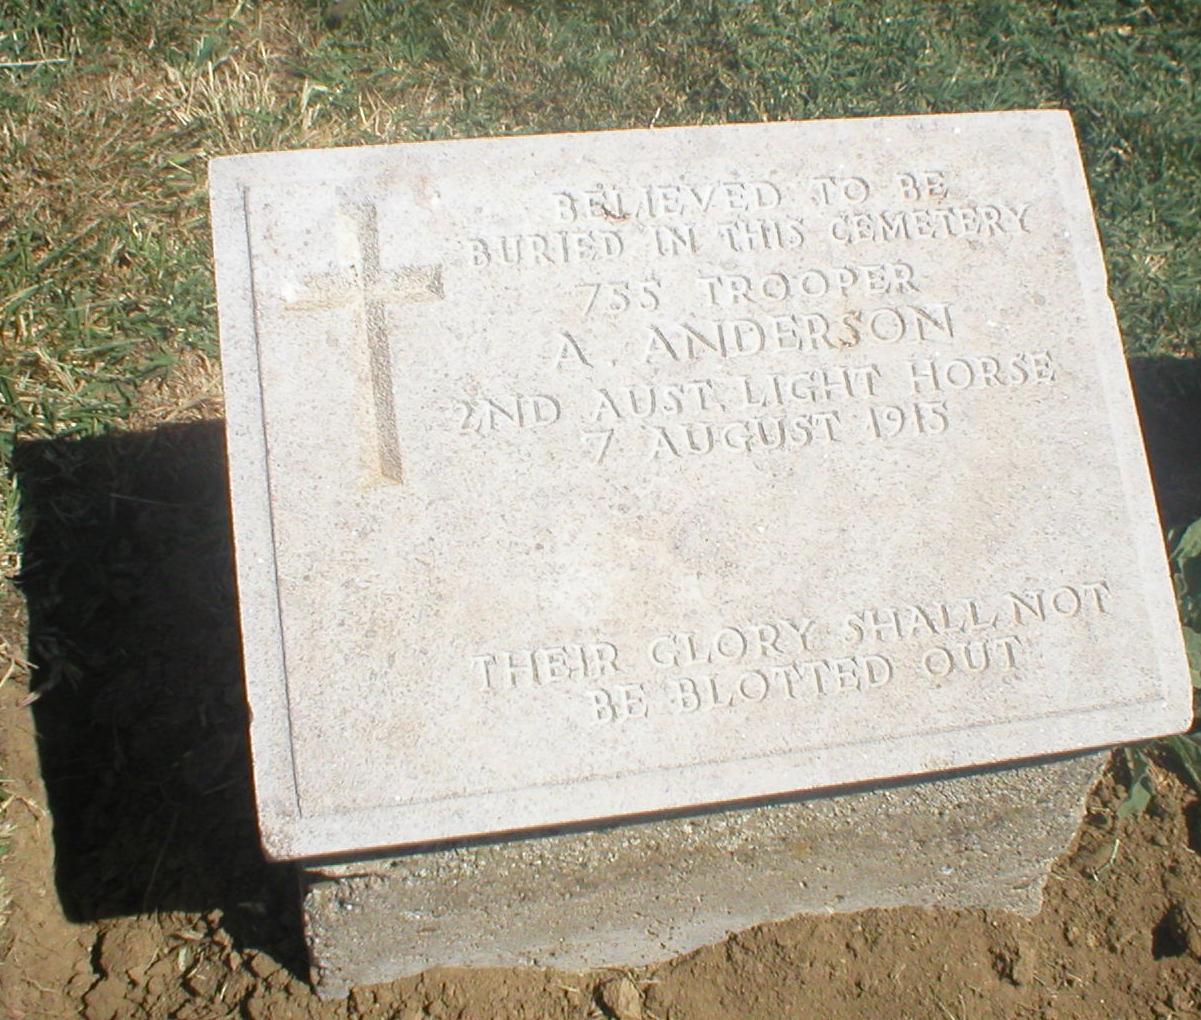 BELIEVED TO BE
BURIED IN THIS CEMETERY
755 TROOPER
A. ANDERSON
2ND AUST. LIGHT HORSE
7 AUGUST 1915
THEIR GLORY SHALL NOT
BE BLOTTED OUT